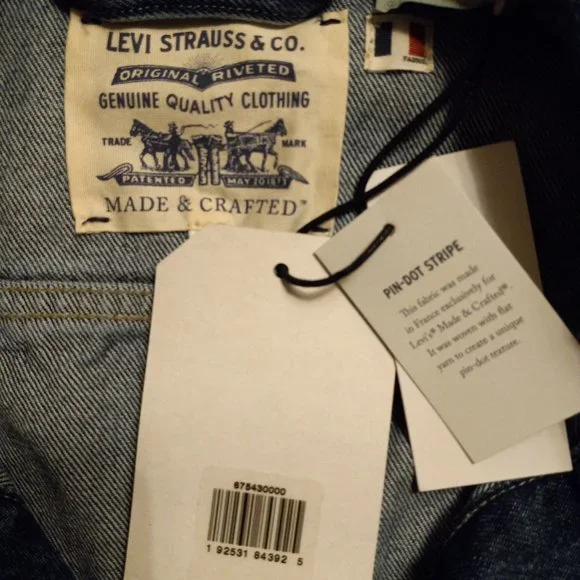 LEVI STRAUSS & CO.
ORIGINAL RIVETED
GENUINE QUALITY CLOTHING
TRADE MARK
PATENTED MAY 20 1873
MADE & CRAFTED™
FABRIC
PIN-DOT STRIPE
This fabric was made
in France exclusively for
Levi's® Made & Crafted®.
It was woven with flat
yarn to create a unique
pin-dot texture.
675430000
1 92531 84392 5